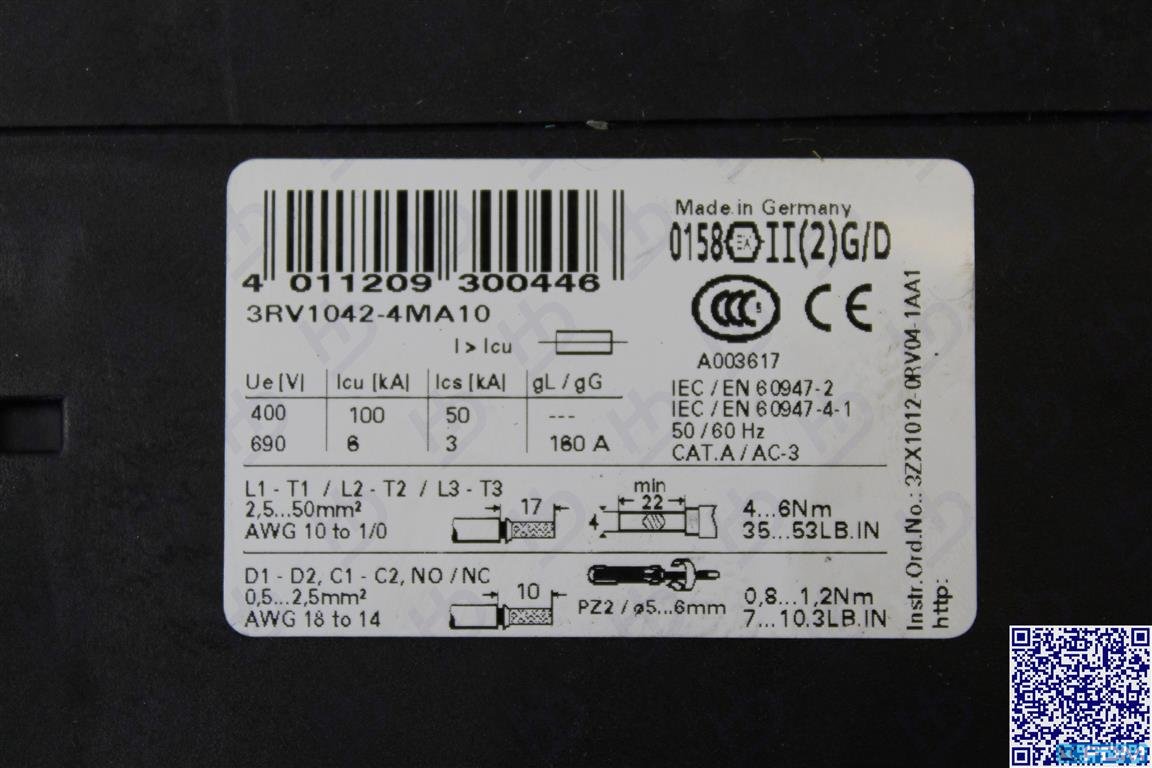 4 011209 300446
3RV1042-4MA10
I > Icu
Ue [V] Icu [kA] Ics [kA] gL / gG
400 100 50 ---
690 6 3 160 A
Made in Germany
0158 Ex II(2)G/D
CCC S CE
A003617
IEC / EN 60947-2
IEC / EN 60947-4-1
50 / 60 Hz
CAT.A / AC-3
L1 - T1 / L2 - T2 / L3 - T3
2,5...50mm²
AWG 10 to 1/0
17
min
22
4
4...6Nm
35...53LB.IN
D1 - D2, C1 - C2, NO / NC
0,5...2,5mm²
AWG 18 to 14
10
PZ2 / ø5...6mm
0,8...1,2Nm
7...10.3LB.IN
Instr.Ord.No.: 3ZX1012-0RV04-1AA1
http: